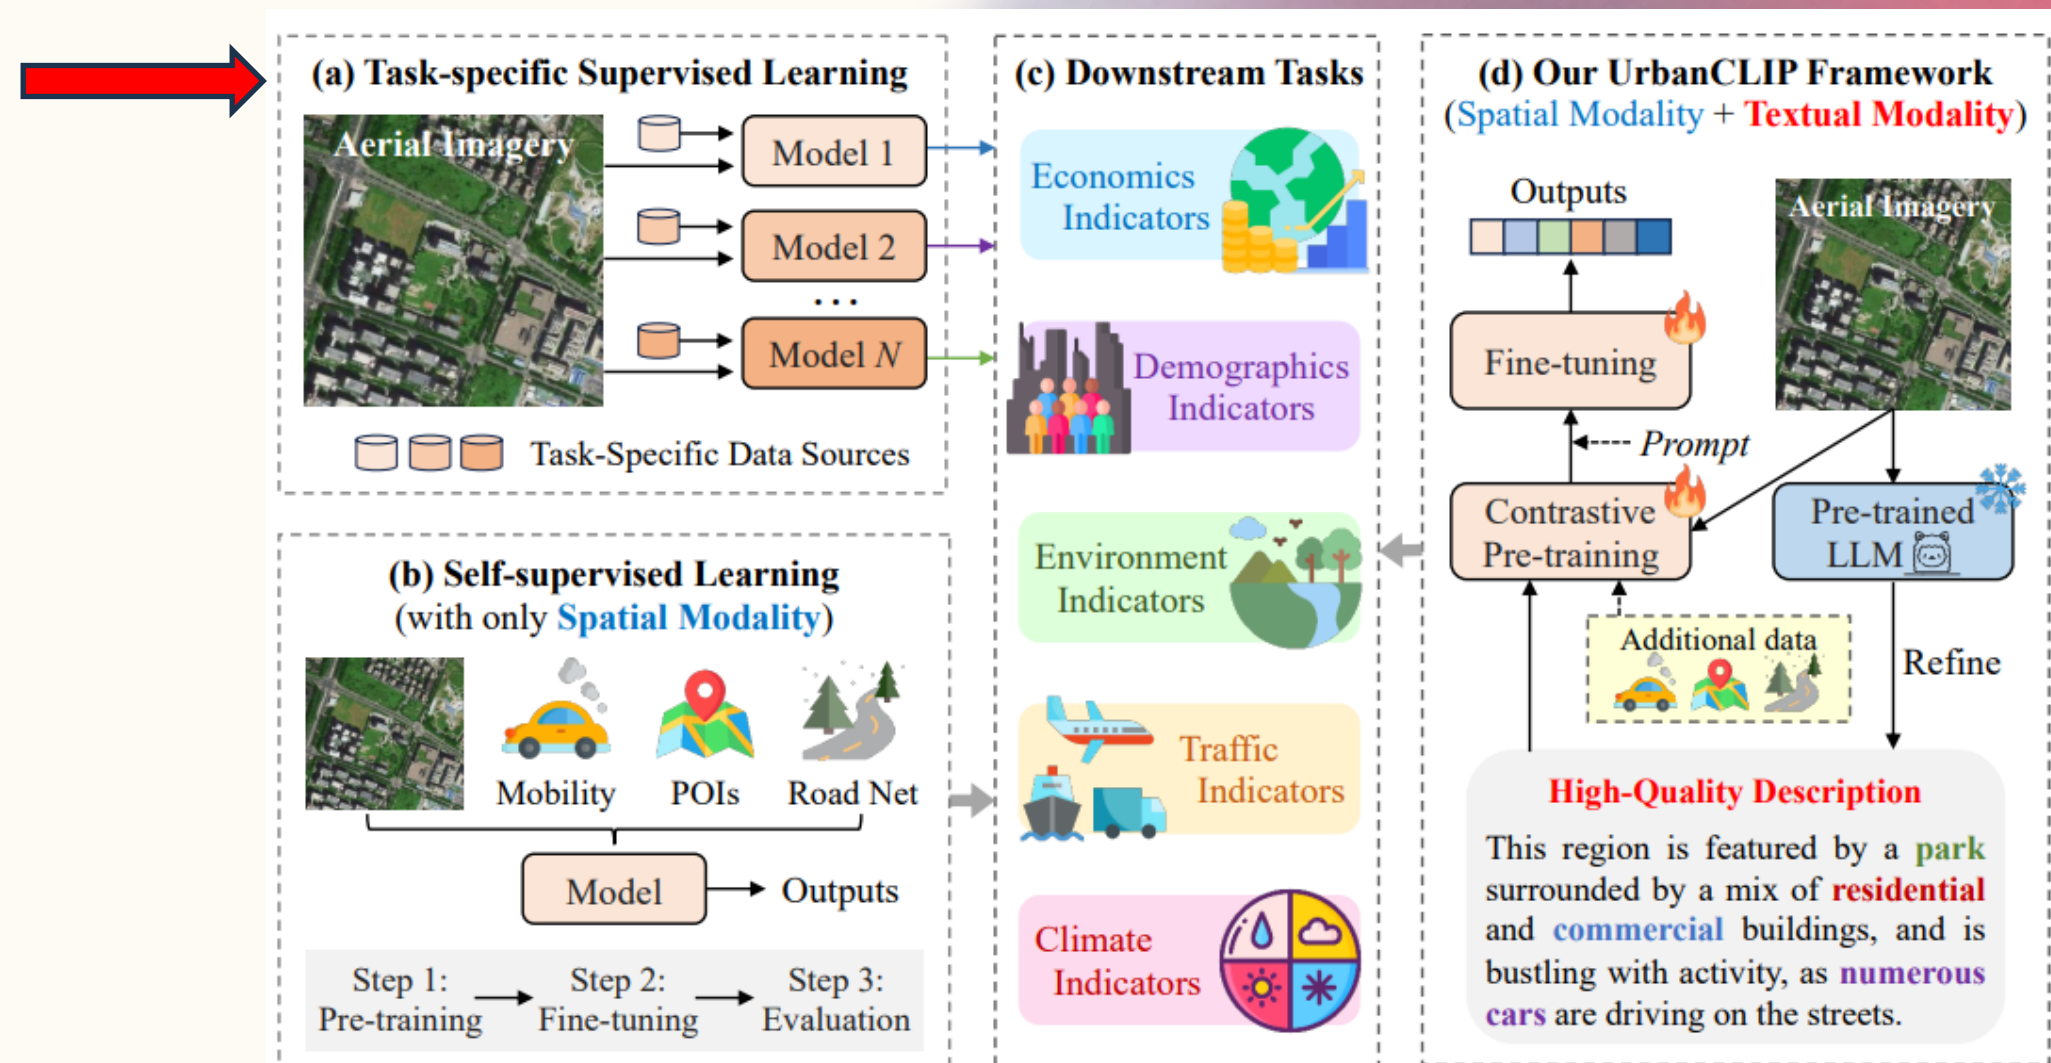 (a) Task-specific Supervised Learning
Aerial Imagery
Model 1
Model 2
...
Model N
Task-Specific Data Sources
(b) Self-supervised Learning
(with only Spatial Modality)
Mobility
POIs
Road Net
Model
Outputs
Step 1:
Pre-training
Step 2:
Fine-tuning
Step 3:
Evaluation
(c) Downstream Tasks
Economics
Indicators
Demographics
Indicators
Environment
Indicators
Traffic
Indicators
Climate
Indicators
(d) Our UrbanCLIP Framework
(Spatial Modality + Textual Modality)
Outputs
Aerial Imagery
Fine-tuning
Prompt
Contrastive
Pre-training
Pre-trained
LLM
Additional data
Refine
High-Quality Description
This region is featured by a park
surrounded by a mix of residential
and commercial buildings, and is
bustling with activity, as numerous
cars are driving on the streets.